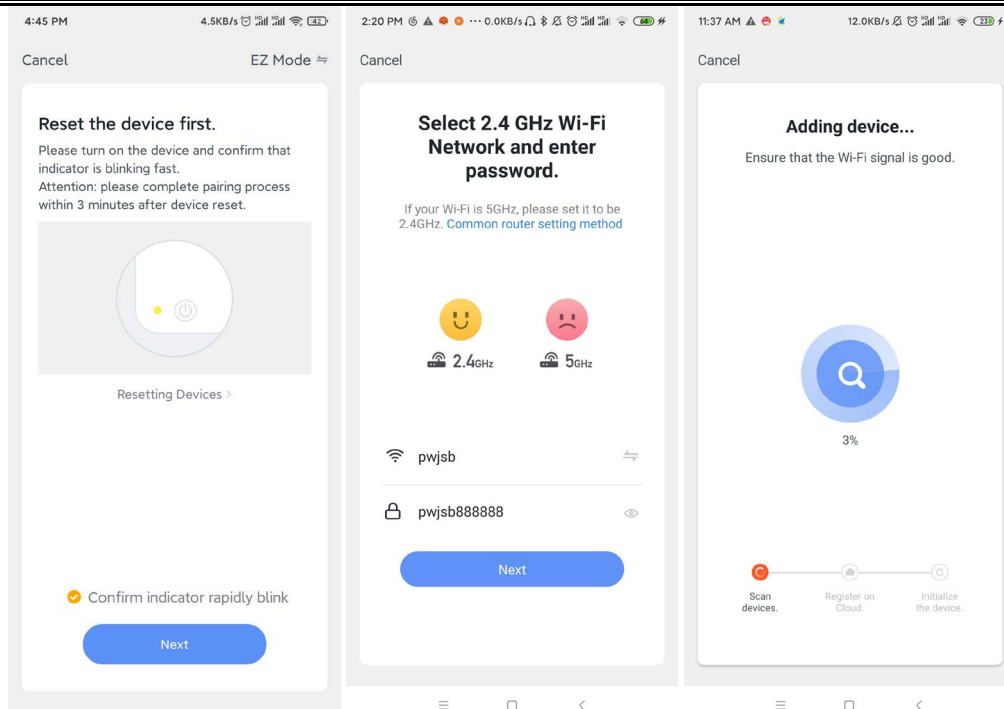 4:45 PM
4.5KB/s
42
Cancel
EZ Mode
Reset the device first.
Please turn on the device and confirm that
indicator is blinking fast.
Attention: please complete pairing process
within 3 minutes after device reset.
Resetting Devices >
Confirm indicator rapidly blink
Next
2:20 PM
... 0.0KB/s
64
Cancel
Select 2.4 GHz Wi-Fi
Network and enter
password.
If your Wi-Fi is 5GHz, please set it to be
2.4GHz. Common router setting method
2.4GHz
5GHz
pwjsb
pwjsb888888
Next
11:37 AM
12.0KB/s
23
Cancel
Adding device...
Ensure that the Wi-Fi signal is good.
3%
Scan
devices.
Register on
Cloud.
Initialize
the device.